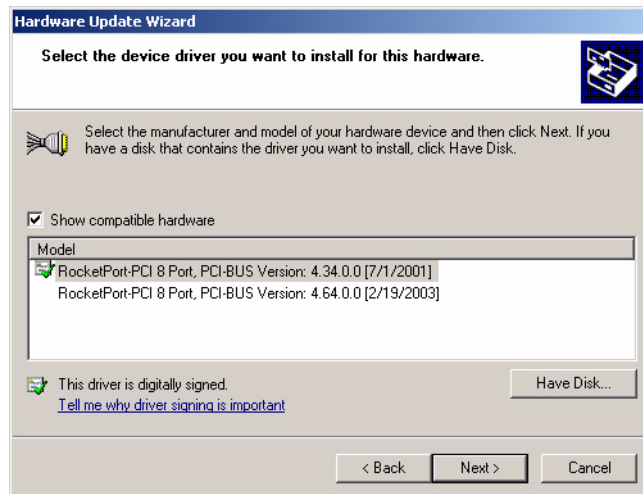 Hardware Update Wizard
Select the device driver you want to install for this hardware.
Select the manufacturer and model of your hardware device and then click Next. If you
have a disk that contains the driver you want to install, click Have Disk.
Show compatible hardware
Model
RocketPort-PCI 8 Port, PCI-BUS Version: 4.34.0.0 [7/1/2001]
RocketPort-PCI 8 Port, PCI-BUS Version: 4.64.0.0 [2/19/2003]
This driver is digitally signed.
Tell me why driver signing is important
Have Disk...
< Back
Next >
Cancel